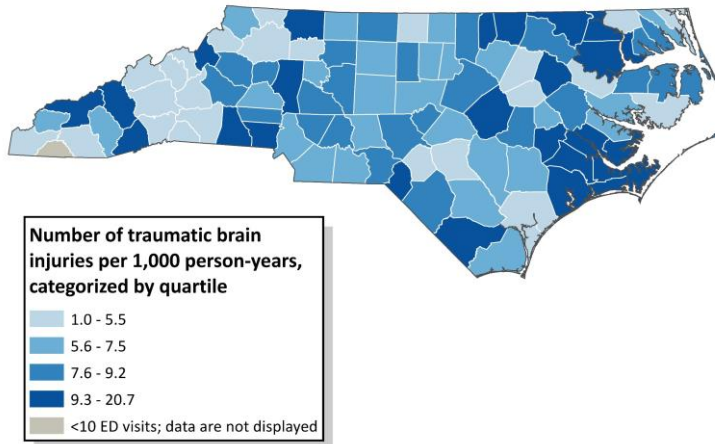 Number of traumatic brain
injuries per 1,000 person-years,
categorized by quartile
1.0 - 5.5
5.6 - 7.5
7.6 - 9.2
9.3 - 20.7
<10 ED visits; data are not displayed